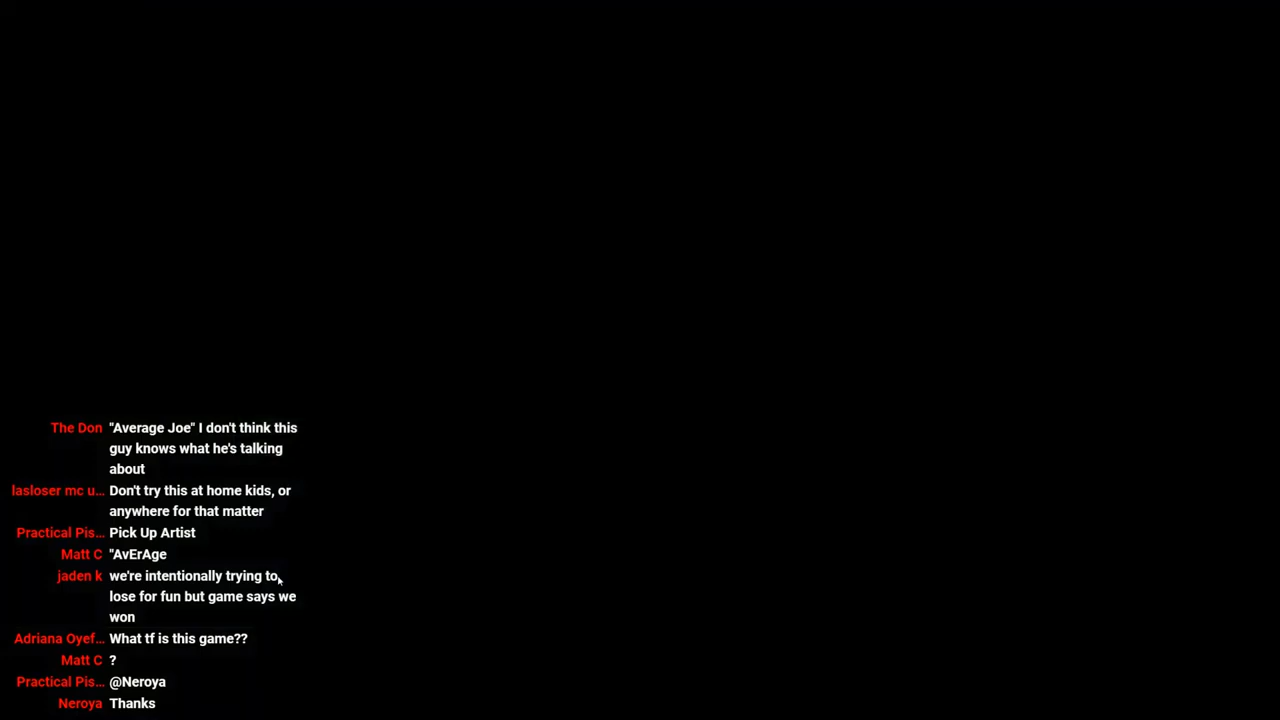 The Don "Average Joe" I don't think this
guy knows what he's talking
about
lasloser mc u... Don't try this at home kids, or
anywhere for that matter
Practical Pis... Pick Up Artist
Matt C "AvErAge
jaden k we're intentionally trying to
lose for fun but game says we
won
Adriana Oyef... What tf is this game??
Matt C ?
Practical Pis... @Neroya
Neroya Thanks